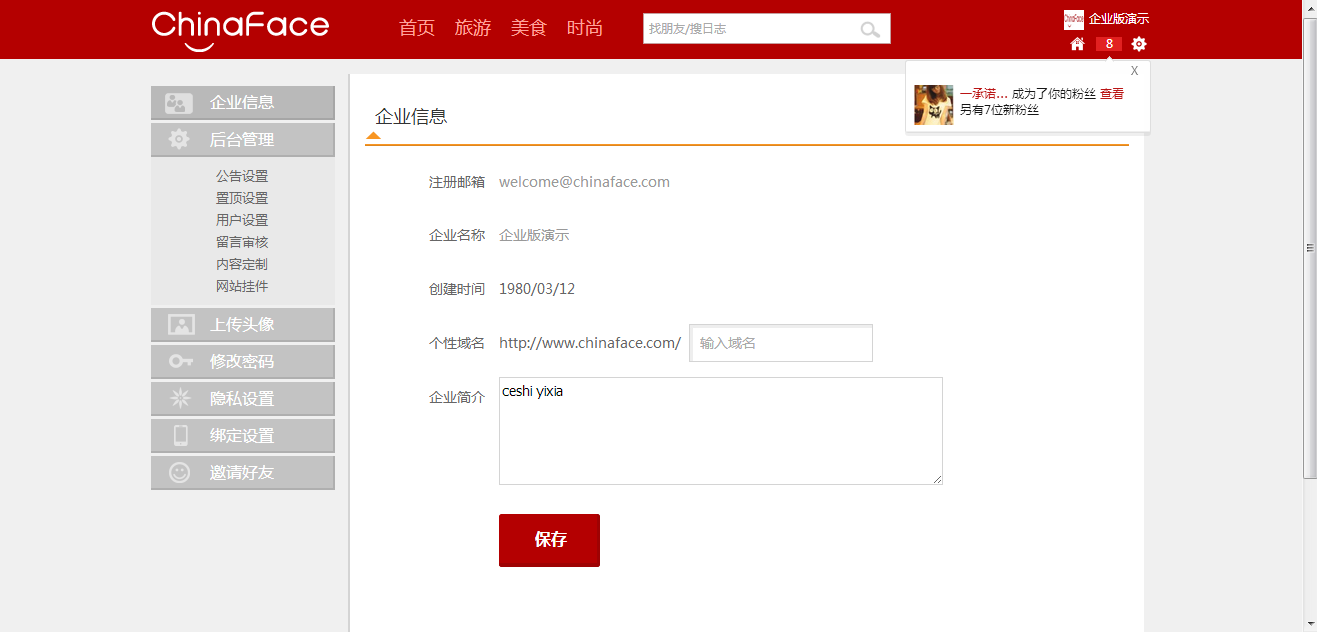 ChinaFace
首页 旅游 美食 时尚
找朋友/搜日志
企业版演示
8
X
一承诺... 成为了你的粉丝 查看
另有7位新粉丝
企业信息
后台管理
公告设置
置顶设置
用户设置
留言审核
内容定制
网站挂件
上传头像
修改密码
隐私设置
绑定设置
邀请好友
企业信息
注册邮箱 welcome@chinaface.com
企业名称 企业版演示
创建时间 1980/03/12
个性域名 http://www.chinaface.com/ 输入域名
企业简介 ceshi yixia
保存